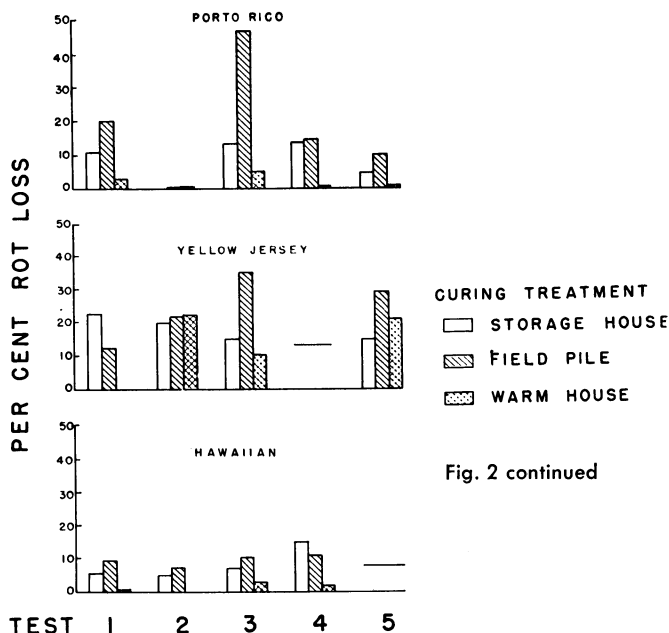 PORTO RICO
50
40
30
20
10
0
YELLOW JERSEY
50
40
30
20
10
0
HAWAIIAN
50
40
30
20
10
0
PER CENT ROT LOSS
TEST 1 2 3 4 5
CURING TREATMENT
STORAGE HOUSE
FIELD PILE
WARM HOUSE
Fig. 2 continued